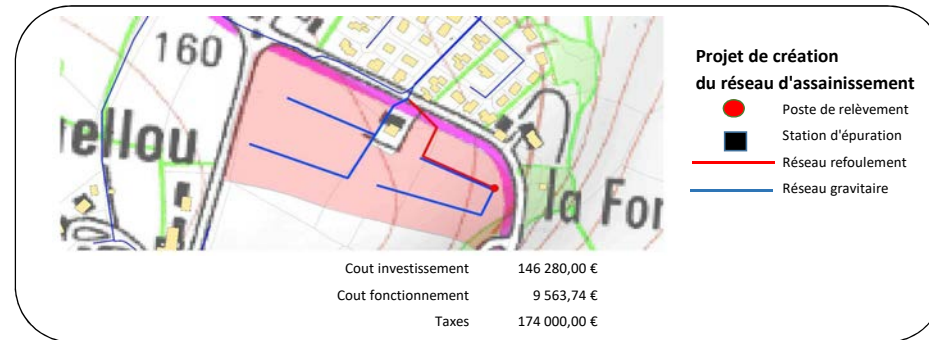 160
ellou
la For
Projet de création
du réseau d'assainissement
Poste de relèvement
Station d'épuration
Réseau refoulement
Réseau gravitaire
Cout investissement 146 280,00 €
Cout fonctionnement 9 563,74 €
Taxes 174 000,00 €